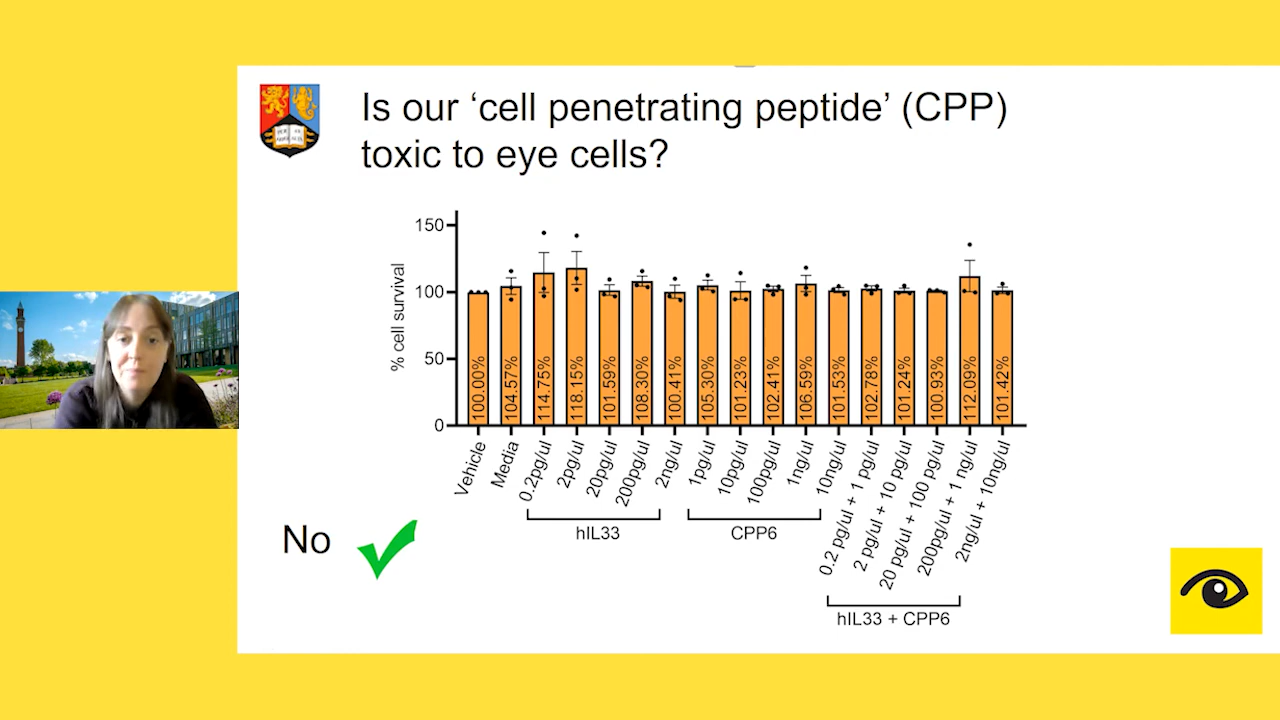 Is our ‘cell penetrating peptide’ (CPP)
toxic to eye cells?
% cell survival
150
100
50
0
100.00%
104.57%
114.75%
118.15%
101.59%
108.30%
100.41%
105.30%
101.23%
102.41%
106.59%
101.53%
102.78%
101.24%
100.93%
112.09%
101.42%
Vehicle
Media
0.2pg/ul
2pg/ul
20pg/ul
200pg/ul
2ng/ul
1pg/ul
10pg/ul
100pg/ul
1ng/ul
10ng/ul
0.2 pg/ul + 1 pg/ul
2 pg/ul + 10 pg/ul
20 pg/ul + 100 pg/ul
200pg/ul + 1 ng/ul
2ng/ul + 10ng/ul
hIL33
CPP6
hIL33 + CPP6
No